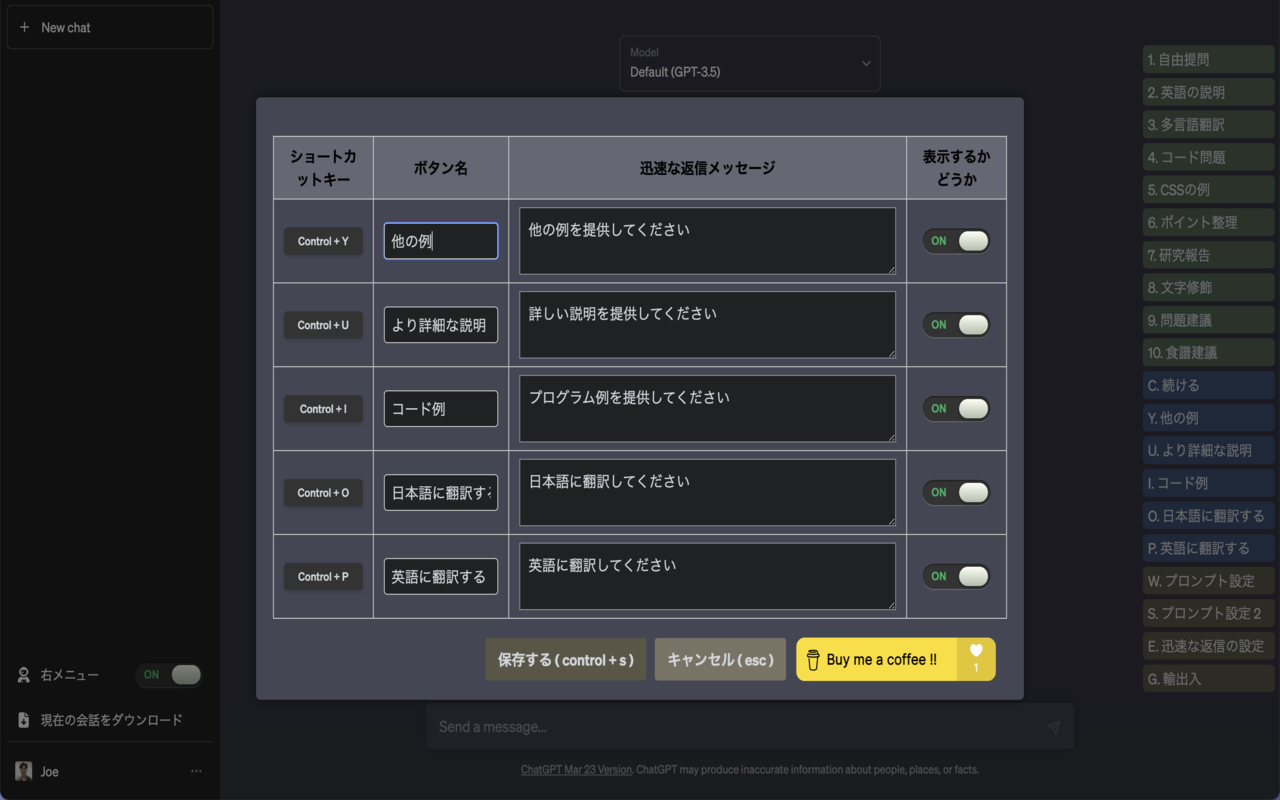 New chat
Model
Default (GPT-3.5)
ショートカ
ットキー
ボタン名
迅速な返信メッセージ
表示するか
どうか
Control + Y
他の例
他の例を提供してください
ON
Control + U
より詳細な説明
詳しい説明を提供してください
ON
Control + I
コード例
プログラム例を提供してください
ON
Control + O
日本語に翻訳す
日本語に翻訳してください
ON
Control + P
英語に翻訳する
英語に翻訳してください
ON
保存する ( control + s )
キャンセル ( esc )
Buy me a coffee !!
1
1. 自由提問
2. 英語の説明
3. 多言語翻訳
4. コード問題
5. CSSの例
6. ポイント整理
7. 研究報告
8. 文字修飾
9. 問題建議
10. 食譜建議
C. 続ける
Y. 他の例
U. より詳細な説明
I. コード例
O. 日本語に翻訳する
P. 英語に翻訳する
W. プロンプト設定
S. プロンプト設定 2
E. 迅速な返信の設定
G. 輸出入
右メニュー
ON
現在の会話をダウンロード
Joe
Send a message...
ChatGPT Mar 23 Version. ChatGPT may produce inaccurate information about people, places, or facts.